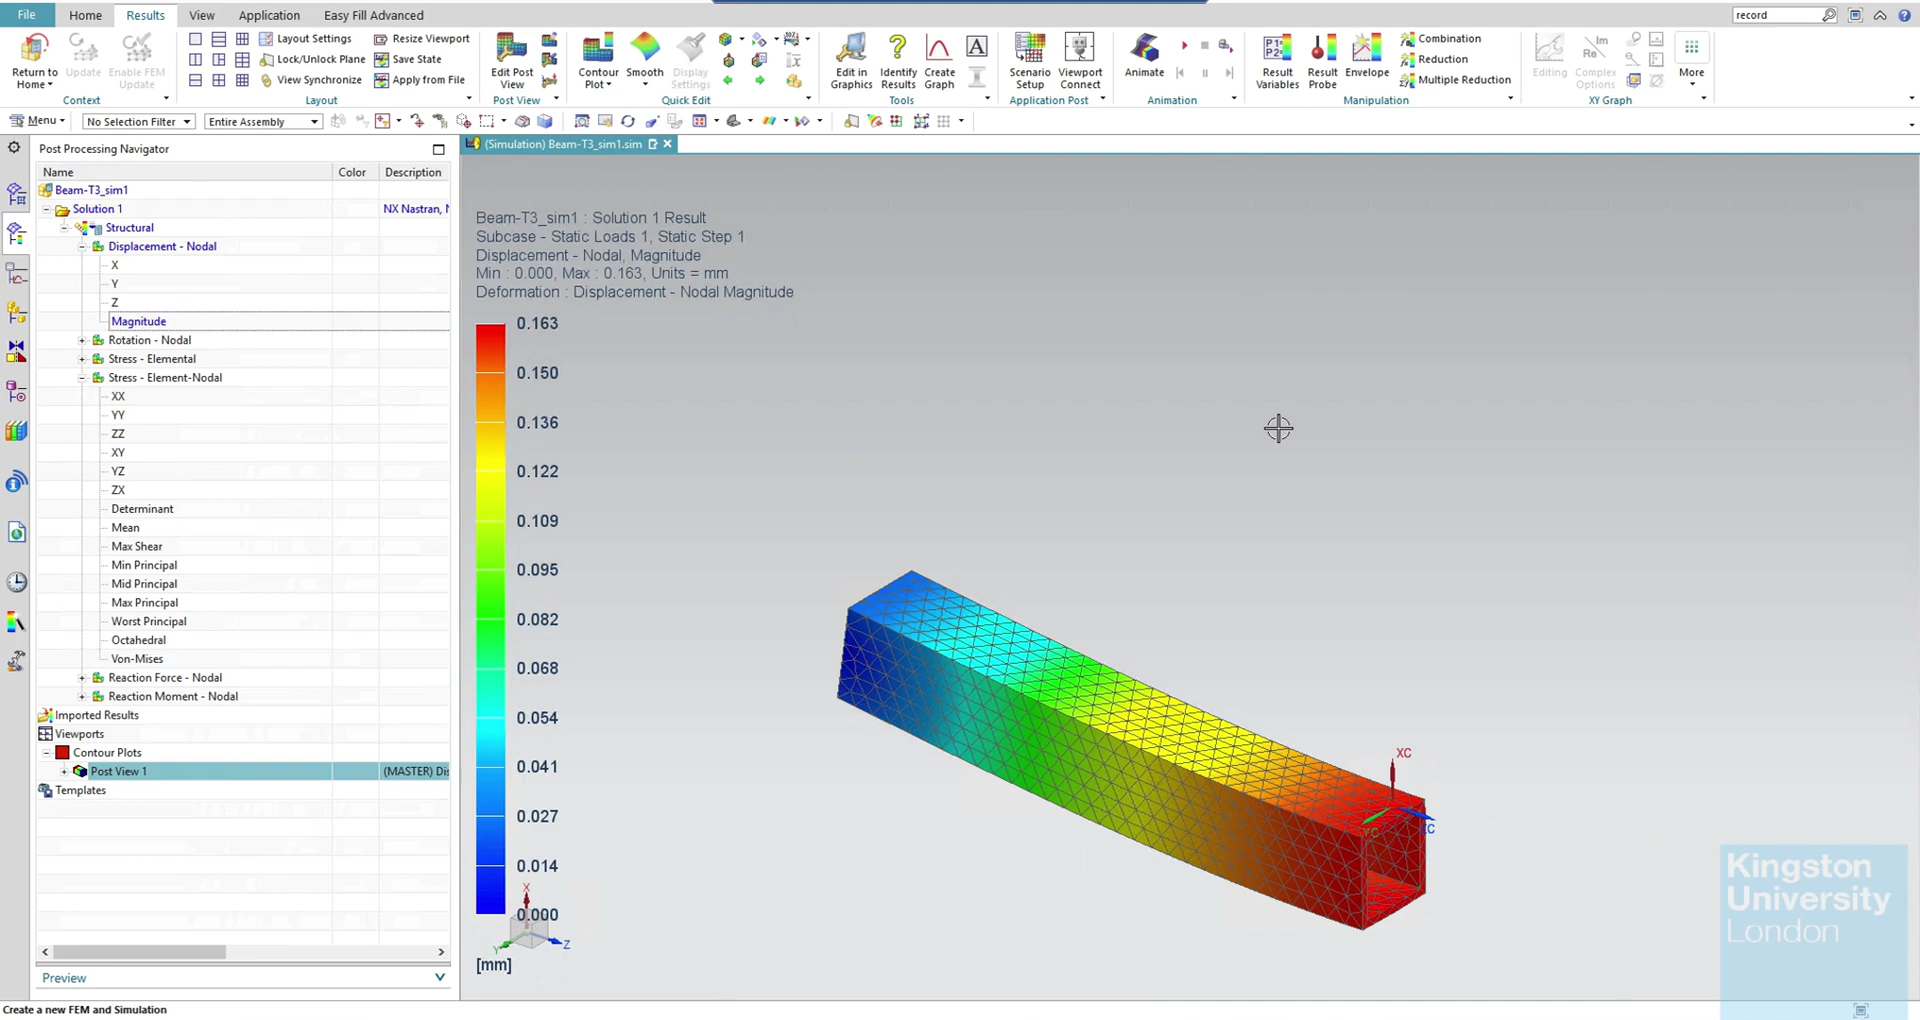 File Home Results View Application Easy Fill Advanced record
Return to Home Update Enable FEM Update
Context
Layout Settings Resize Viewport
Lock/Unlock Plane Save State
View Synchronize Apply from File
Layout
Edit Post View
Post View
Contour Plot Smooth Display Settings
Quick Edit
Edit in Graphics Identify Results Create Graph A
Tools
Scenario Setup Viewport Connect
Application Post
Animate
Animation
Result Variables Result Probe Envelope
Combination
Reduction
Multiple Reduction
Manipulation
Editing Complex Options More
XY Graph
Menu No Selection Filter Entire Assembly
Post Processing Navigator
(Simulation) Beam-T3_sim1.sim
Name Color Description
Beam-T3_sim1
Solution 1 NX Nastran, N
Structural
Displacement - Nodal
X
Y
Z
Magnitude
Rotation - Nodal
Stress - Elemental
Stress - Element-Nodal
XX
YY
ZZ
XY
YZ
ZX
Determinant
Mean
Max Shear
Min Principal
Mid Principal
Max Principal
Worst Principal
Octahedral
Von-Mises
Reaction Force - Nodal
Reaction Moment - Nodal
Imported Results
Viewports
Contour Plots
Post View 1 (MASTER) Dis
Templates
Preview
Beam-T3_sim1 : Solution 1 Result
Subcase - Static Loads 1, Static Step 1
Displacement - Nodal, Magnitude
Min : 0.000, Max : 0.163, Units = mm
Deformation : Displacement - Nodal Magnitude
0.163
0.150
0.136
0.122
0.109
0.095
0.082
0.068
0.054
0.041
0.027
0.014
0.000
[mm]
X
Y
Z
XC
YC
ZC
Kingston
University
London
Create a new FEM and Simulation